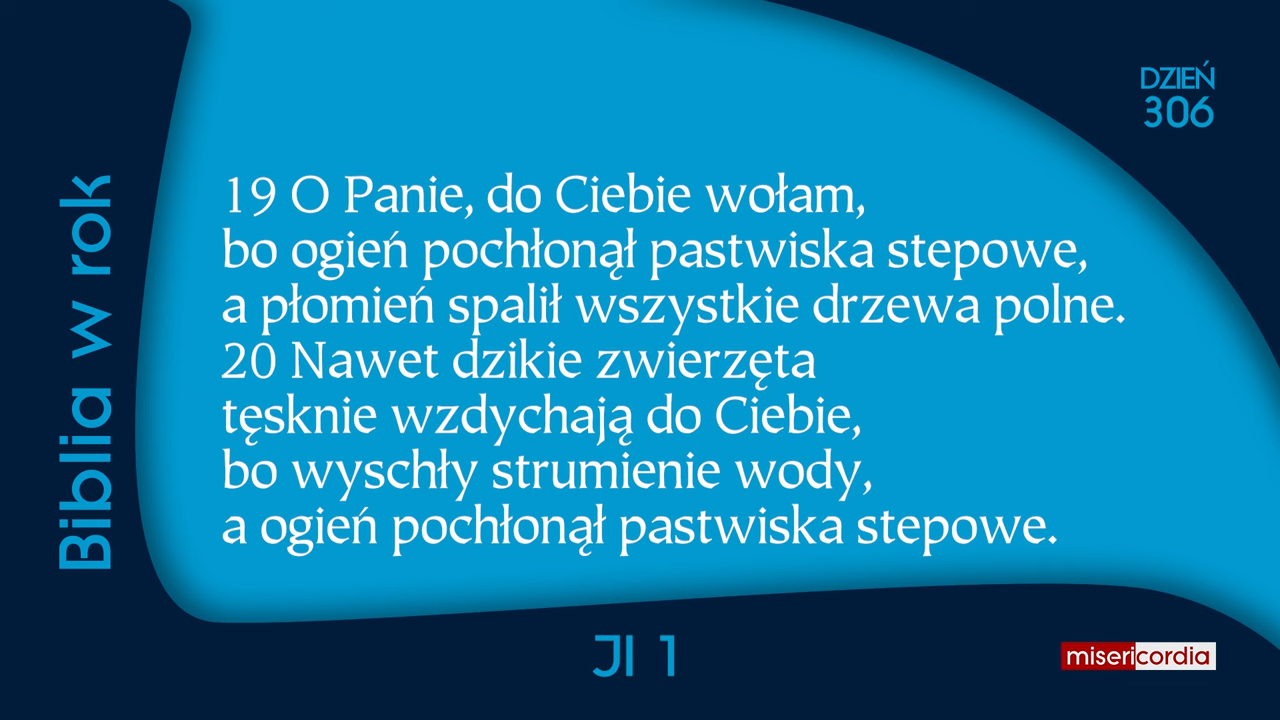 DZIEŃ
306
Biblia w rok
19 O Panie, do Ciebie wołam,
bo ogień pochłonął pastwiska stepowe,
a płomień spalił wszystkie drzewa polne.
20 Nawet dzikie zwierzęta
tęsknie wzdychają do Ciebie,
bo wyschły strumienie wody,
a ogień pochłonął pastwiska stepowe.
Jl 1
misericordia